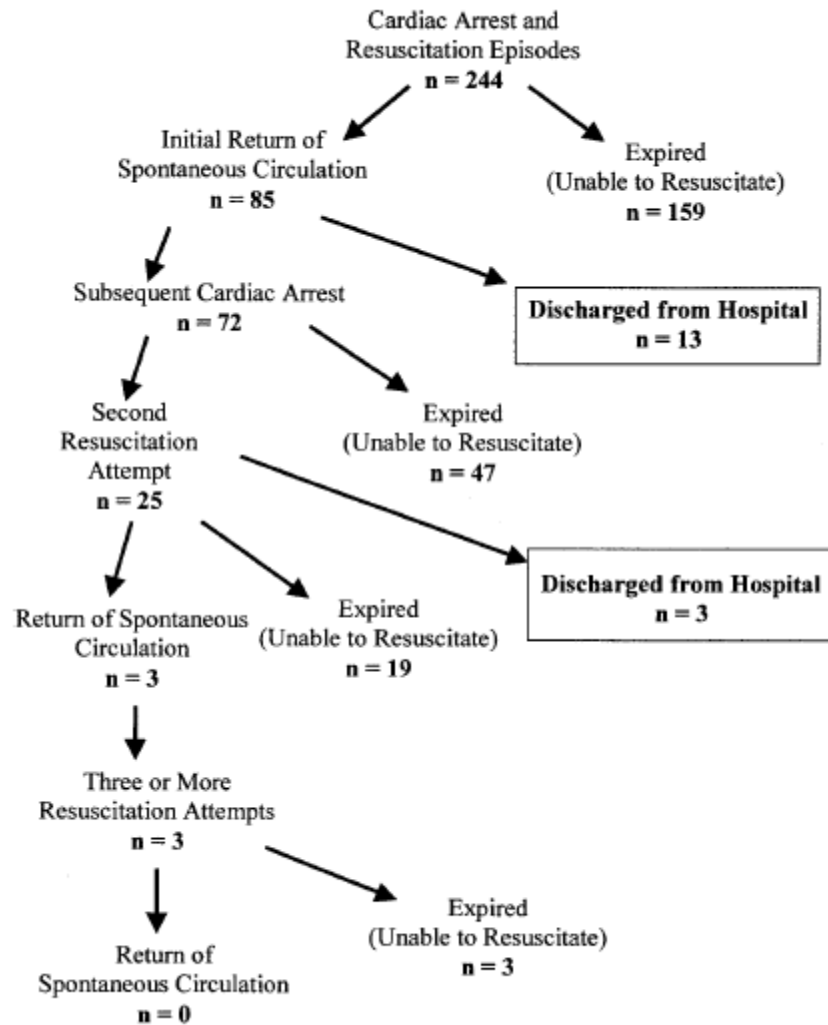 Cardiac Arrest and
Resuscitation Episodes
n = 244
Initial Return of
Spontaneous Circulation
n = 85
Expired
(Unable to Resuscitate)
n = 159
Subsequent Cardiac Arrest
n = 72
Discharged from Hospital
n = 13
Second
Resuscitation
Attempt
n = 25
Expired
(Unable to Resuscitate)
n = 47
Discharged from Hospital
n = 3
Return of Spontaneous
Circulation
n = 3
Expired
(Unable to Resuscitate)
n = 19
Three or More
Resuscitation Attempts
n = 3
Return of
Spontaneous Circulation
n = 0
Expired
(Unable to Resuscitate)
n = 3